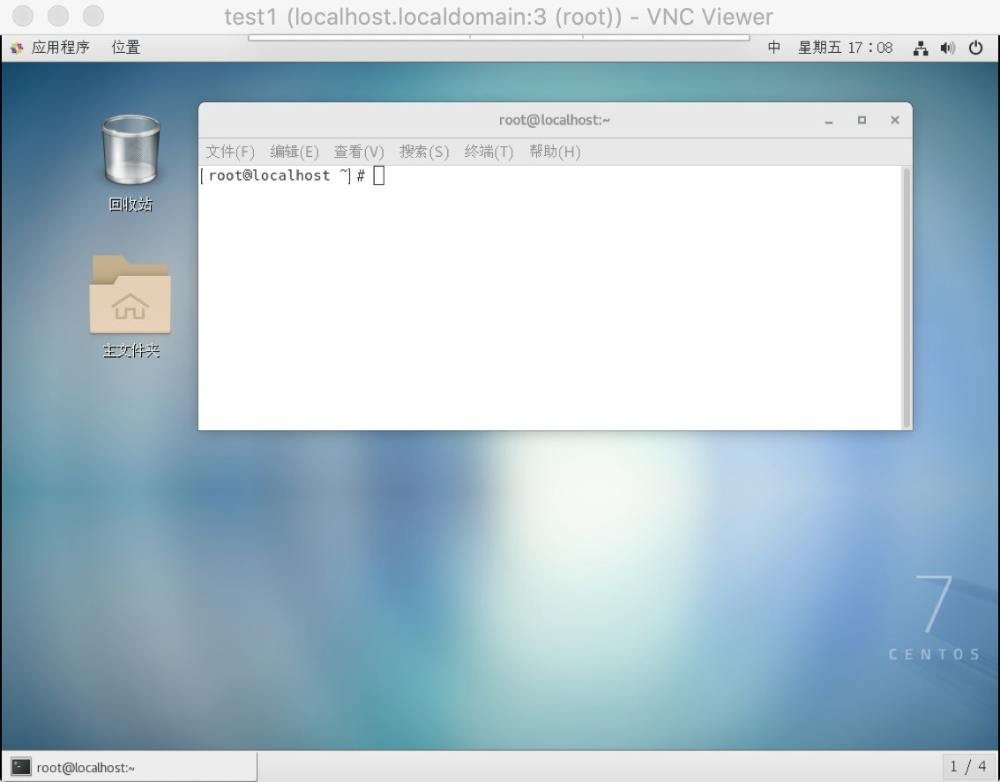 test1 (localhost.localdomain:3 (root)) - VNC Viewer
应用程序 位置 中 星期五 17：08
root@localhost:~
文件(F) 编辑(E) 查看(V) 搜索(S) 终端(T) 帮助(H)
[root@localhost ~]#
回收站
主文件夹
7
CENTOS
root@localhost:~
1 / 4